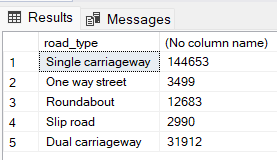 Results Messages
road_type (No column name)
1 Single carriageway 144653
2 One way street 3499
3 Roundabout 12683
4 Slip road 2990
5 Dual carriageway 31912